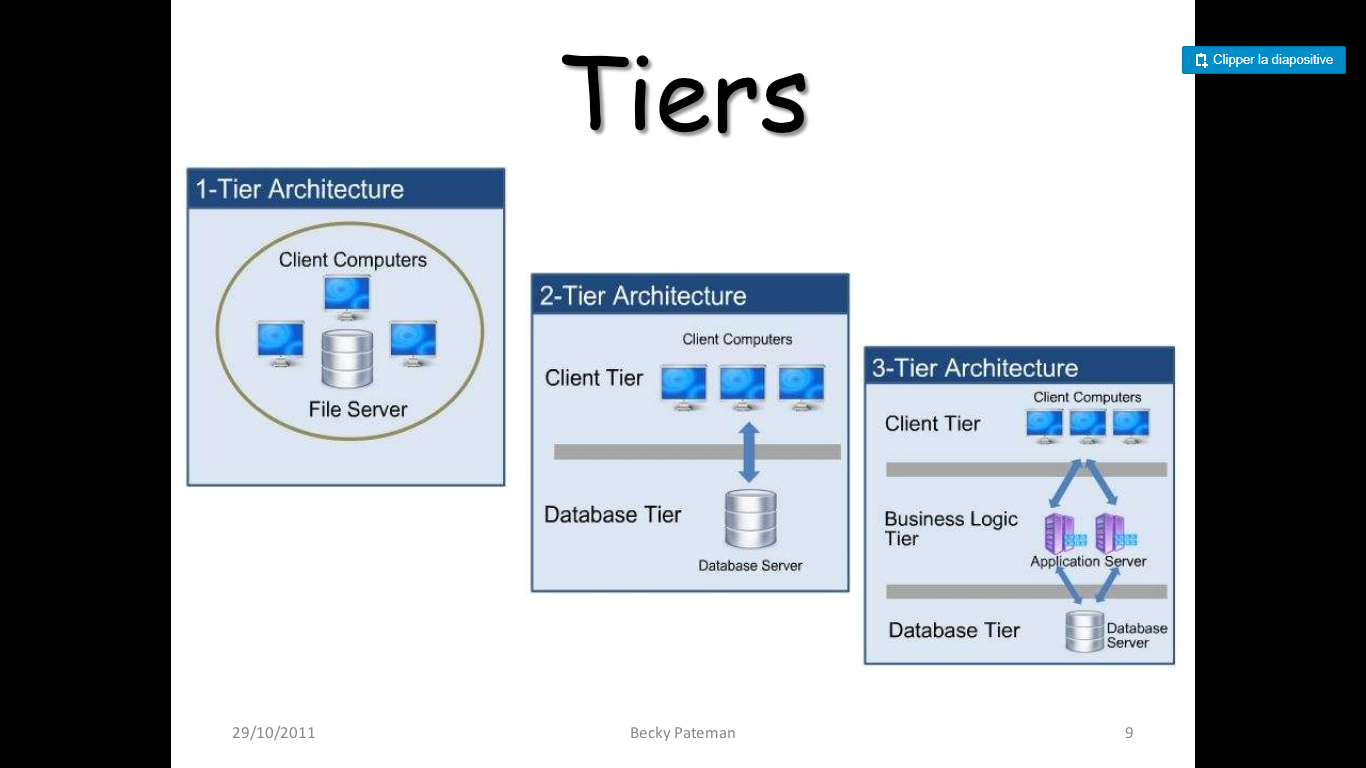 Tiers
Clipper la diapositive
1-Tier Architecture
Client Computers
File Server
2-Tier Architecture
Client Computers
Client Tier
Database Tier
Database Server
3-Tier Architecture
Client Computers
Client Tier
Business Logic
Tier
Application Server
Database Tier
Database
Server
29/10/2011
Becky Pateman
9